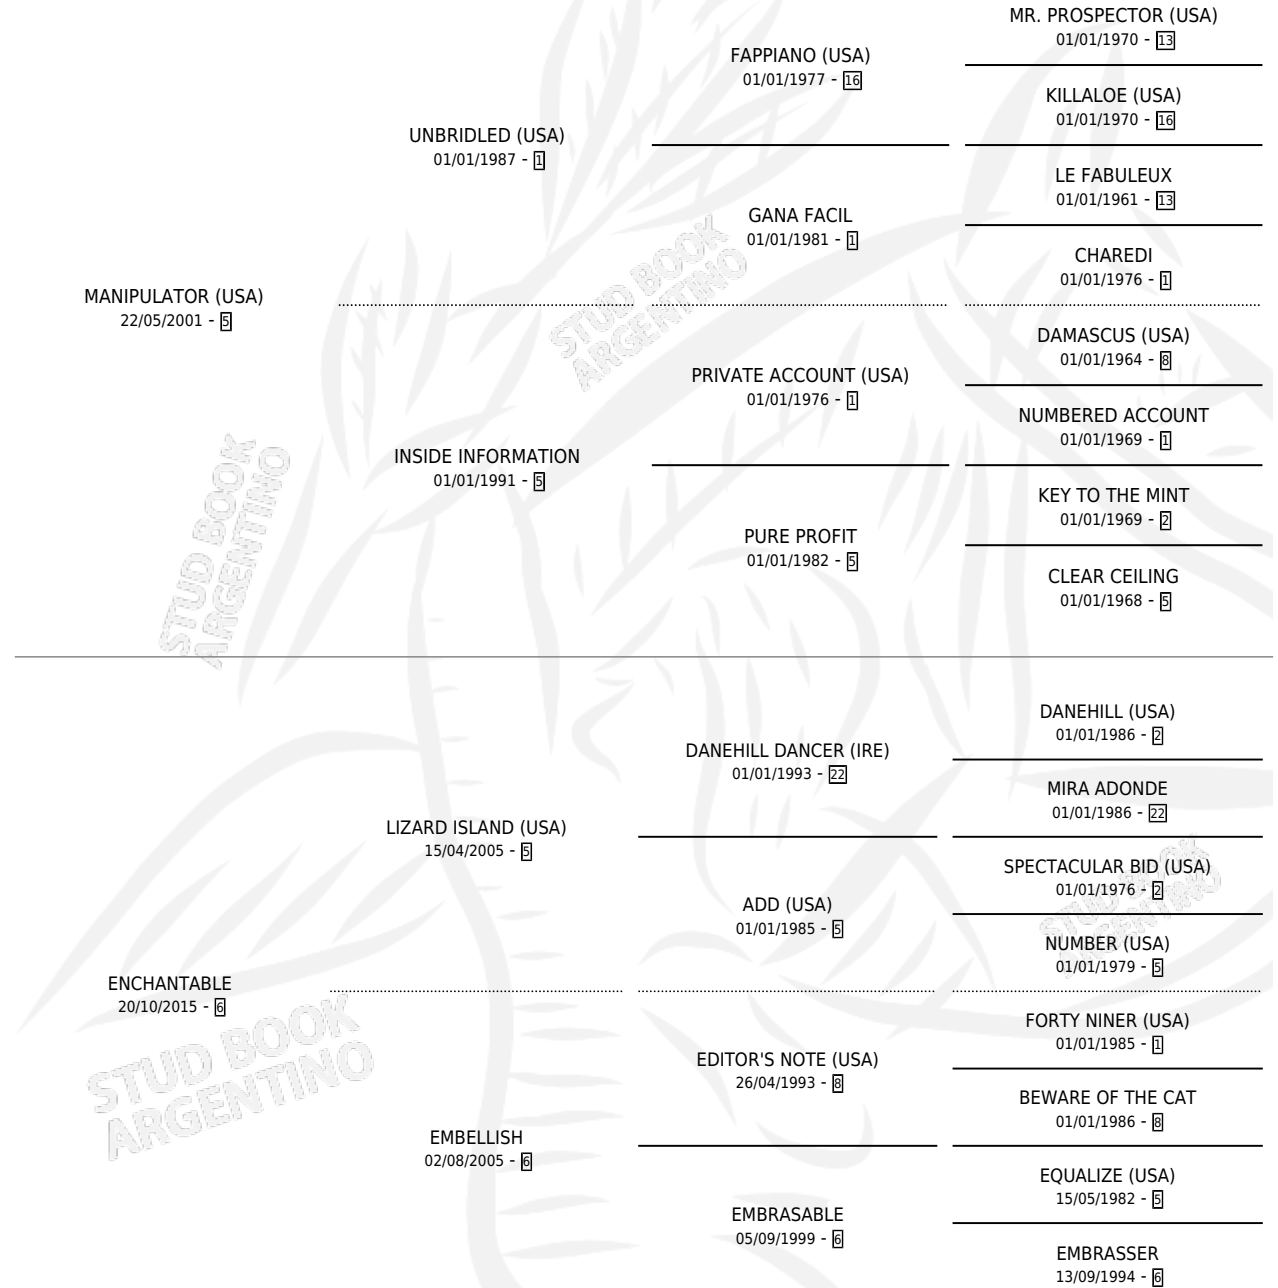 MR. PROSPECTOR (USA)
01/01/1970 - 13
FAPPIANO (USA)
01/01/1977 - 16
KILLALOE (USA)
01/01/1970 - 16
UNBRIDLED (USA)
01/01/1987 - 1
LE FABULEUX
01/01/1961 - 13
GANA FACIL
01/01/1981 - 1
CHAREDI
01/01/1976 - 1
MANIPULATOR (USA)
22/05/2001 - 5
STUD BOOK
ARGENTINO
DAMASCUS (USA)
01/01/1964 - 8
PRIVATE ACCOUNT (USA)
01/01/1976 - 1
NUMBERED ACCOUNT
01/01/1969 - 1
INSIDE INFORMATION
01/01/1991 - 5
KEY TO THE MINT
01/01/1969 - 2
PURE PROFIT
01/01/1982 - 5
CLEAR CEILING
01/01/1968 - 5
STUD BOOK
ARGENTINO
DANEHILL (USA)
01/01/1986 - 2
DANEHILL DANCER (IRE)
01/01/1993 - 22
MIRA ADONDE
01/01/1986 - 22
LIZARD ISLAND (USA)
15/04/2005 - 5
SPECTACULAR BID (USA)
01/01/1976 - 2
ADD (USA)
01/01/1985 - 5
STUD BOOK
ARGENTINO
NUMBER (USA)
01/01/1979 - 5
ENCHANTABLE
20/10/2015 - 6
STUD BOOK
ARGENTINO
FORTY NINER (USA)
01/01/1985 - 1
EDITOR'S NOTE (USA)
26/04/1993 - 8
BEWARE OF THE CAT
01/01/1986 - 8
EMBELLISH
02/08/2005 - 6
EQUALIZE (USA)
15/05/1982 - 5
EMBRASABLE
05/09/1999 - 6
EMBRASSER
13/09/1994 - 6